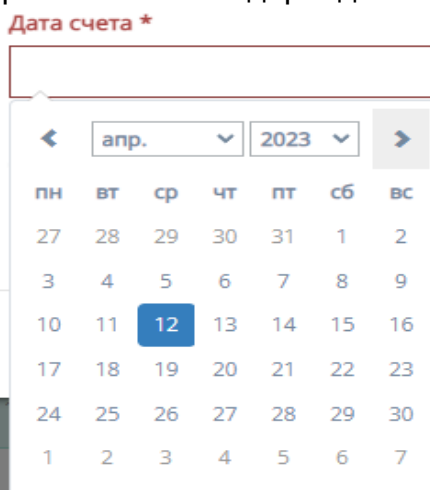 Дата счета *
апр. 2023
пн вт ср чт пт сб вс
27 28 29 30 31 1 2
3 4 5 6 7 8 9
10 11 12 13 14 15 16
17 18 19 20 21 22 23
24 25 26 27 28 29 30
1 2 3 4 5 6 7